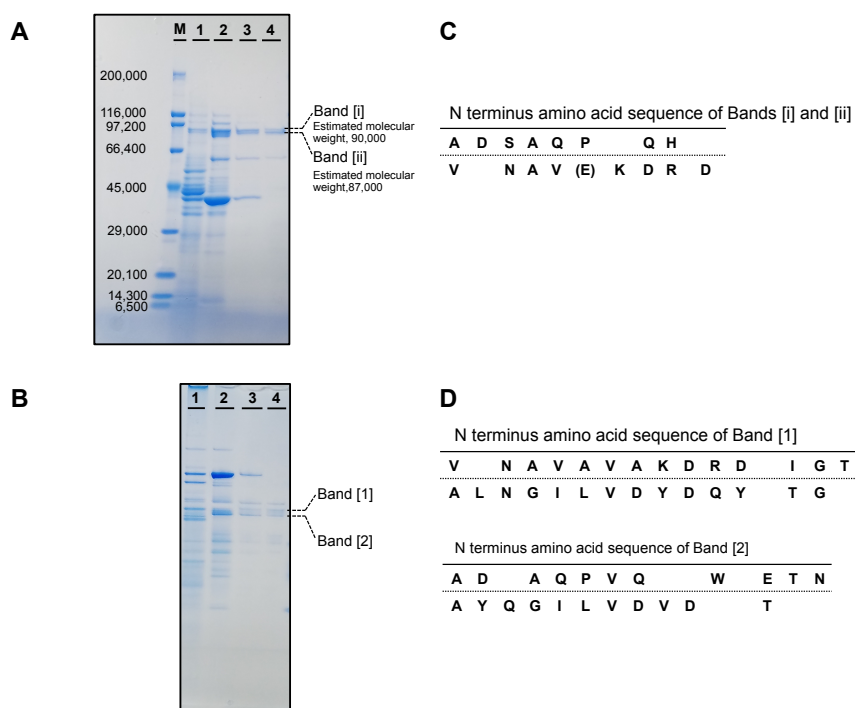 A
M 1 2 3 4
200,000
116,000
97,200
66,400
45,000
29,000
20,100
14,300
6,500
Band [i]
Estimated molecular
weight, 90,000
Band [ii]
Estimated molecular
weight,87,000
C
N terminus amino acid sequence of Bands [i] and [ii]
A D S A Q P Q H
V N A V (E) K D R D
B
1 2 3 4
Band [1]
Band [2]
D
N terminus amino acid sequence of Band [1]
V N A V A V A K D R D I G T
A L N G I L V D Y D Q Y T G
N terminus amino acid sequence of Band [2]
A D A Q P V Q W E T N
A Y Q G I L V D V D T